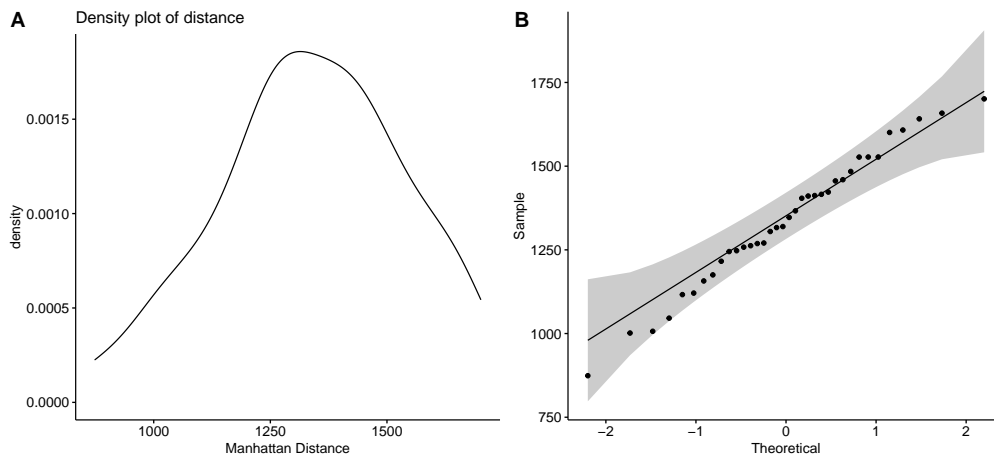 A
Density plot of distance
density
0.0015
0.0010
0.0005
0.0000
1000 1250 1500
Manhattan Distance
B
Sample
1750
1500
1250
1000
750
−2 −1 0 1 2
Theoretical